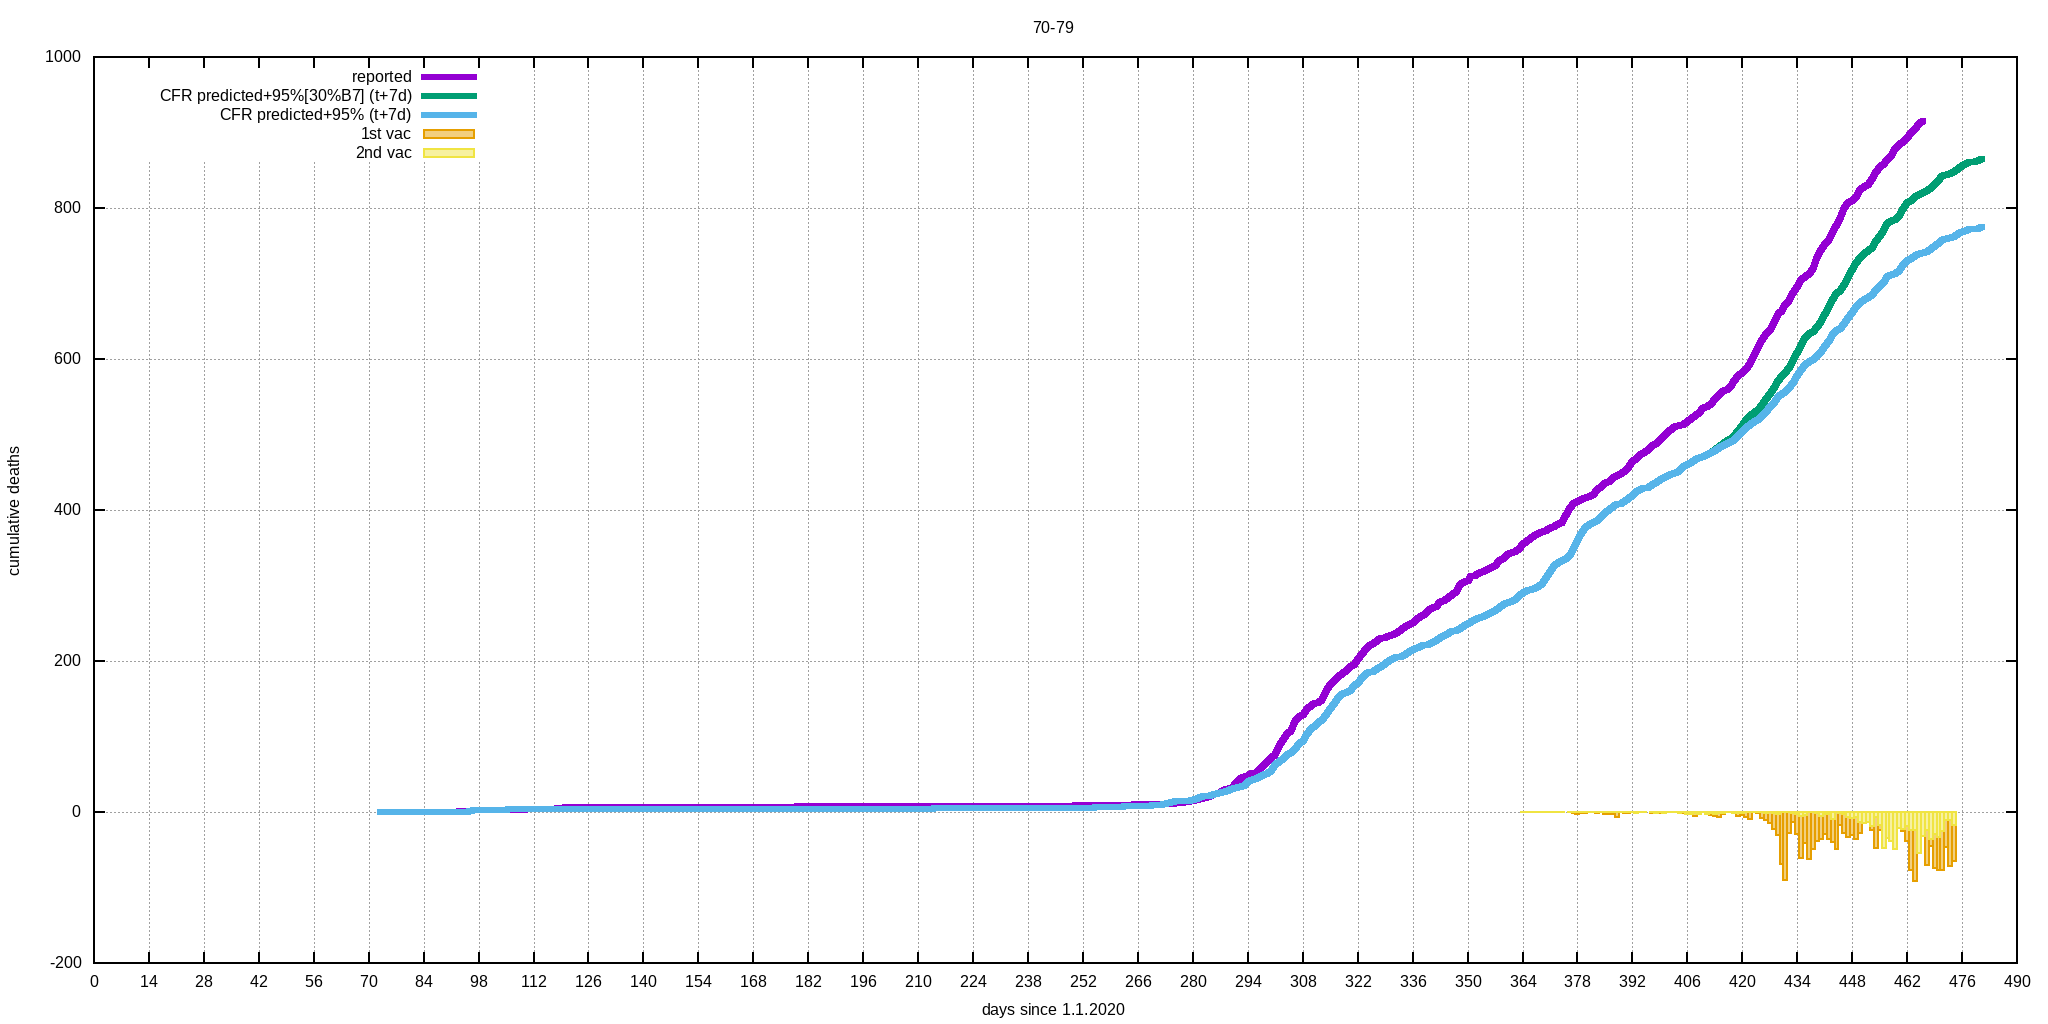 70-79
1000
800
600
400
200
0
-200
cumulative deaths
reported
CFR predicted+95%[30%B7] (t+7d)
CFR predicted+95% (t+7d)
1st vac
2nd vac
0 14 28 42 56 70 84 98 112 126 140 154 168 182 196 210 224 238 252 266 280 294 308 322 336 350 364 378 392 406 420 434 448 462 476 490
days since 1.1.2020